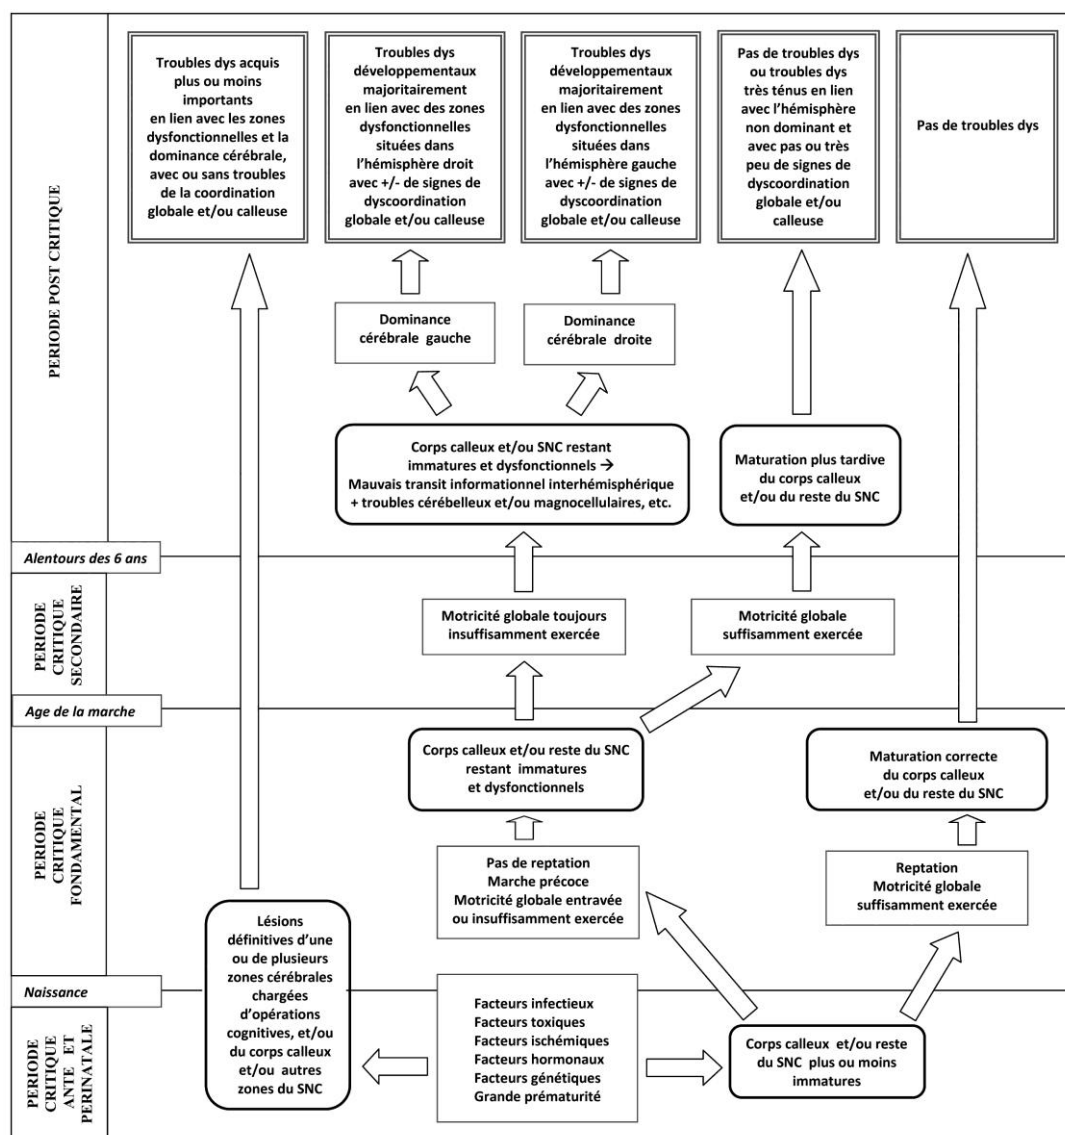 Troubles dys acquis
plus ou moins
importants
en lien avec les zones
dysfonctionnelles et la
dominance cérébrale,
avec ou sans troubles
de la coordination
globale et/ou calleuse
Troubles dys
développementaux
majoritairement
en lien avec des zones
dysfonctionnelles
situées dans
l’hémisphère droit
avec +/- de signes de
dyscoordination
globale et/ou calleuse
Troubles dys
développementaux
majoritairement
en lien avec des zones
dysfonctionnelles
situées dans
l’hémisphère gauche
avec +/- de signes de
dyscoordination
globale et/ou calleuse
Pas de troubles dys
ou troubles dys
très ténus en lien
avec l’hémisphère
non dominant et
avec pas ou très
peu de signes de
dyscoordination
globale et/ou
calleuse
Pas de troubles dys
PERIODE POST CRITIQUE
Dominance
cérébrale gauche
Dominance
cérébrale droite
Corps calleux et/ou SNC restant
immatures et dysfonctionnels →
Mauvais transit informationnel interhémisphérique
+ troubles cérébelleux et/ou magnocellulaires, etc.
Maturation plus tardive
du corps calleux
et/ou du reste du SNC
Alentours des 6 ans
PERIODE
CRITIQUE
SECONDAIRE
Motricité globale toujours
insuffisamment exercée
Motricité globale
suffisamment exercée
Age de la marche
PERIODE
CRITIQUE
FONDAMENTAL
Corps calleux et/ou reste du SNC
restant immatures
et dysfonctionnels
Maturation correcte
du corps calleux
et/ou du reste du SNC
Pas de reptation
Marche précoce
Motricité globale entravée
ou insuffisamment exercée
Reptation
Motricité globale
suffisamment exercée
Lésions
définitives d’une
ou de plusieurs
zones cérébrales
chargées
d’opérations
cognitives, et/ou
du corps calleux
et/ou autres
zones du SNC
Naissance
PERIODE
CRITIQUE
ANTE ET
PERINATALE
Facteurs infectieux
Facteurs toxiques
Facteurs ischémiques
Facteurs hormonaux
Facteurs génétiques
Grande prématurité
Corps calleux et/ou reste
du SNC plus ou moins
immatures